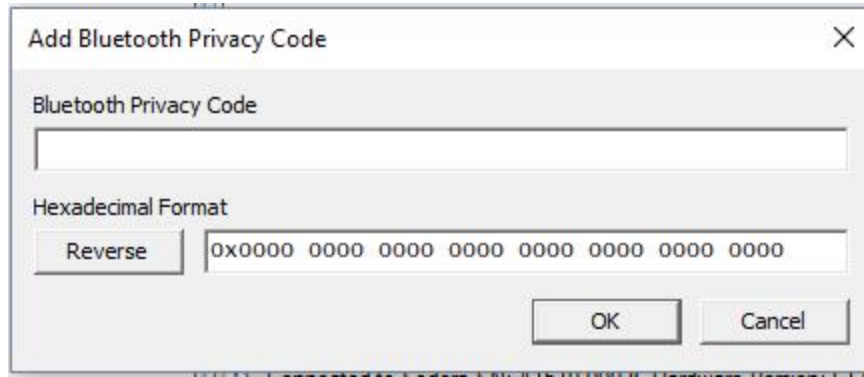 Add Bluetooth Privacy Code
Bluetooth Privacy Code
Hexadecimal Format
Reverse 0x0000 0000 0000 0000 0000 0000 0000 0000
OK Cancel